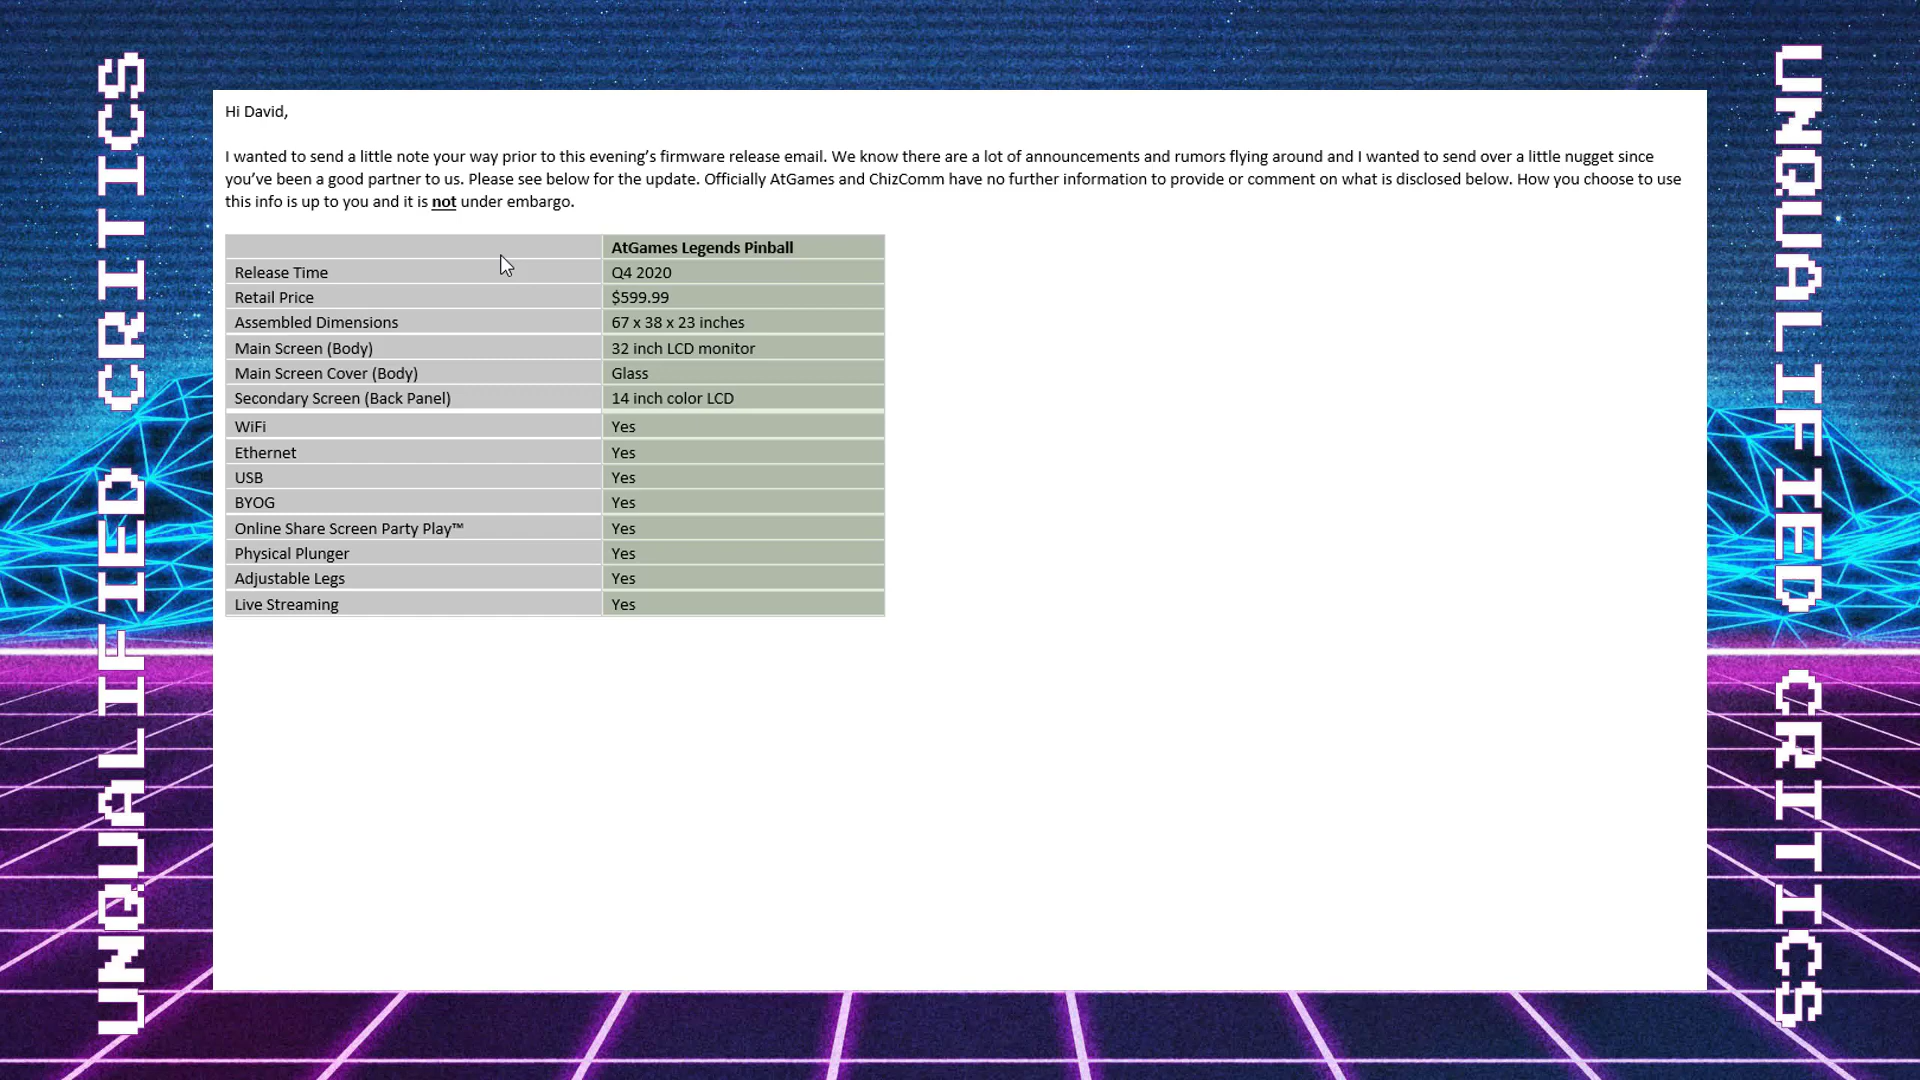 UNQUALIFIED CRITICS
Hi David,
I wanted to send a little note your way prior to this evening’s firmware release email. We know there are a lot of announcements and rumors flying around and I wanted to send over a little nugget since
you’ve been a good partner to us. Please see below for the update. Officially AtGames and ChizComm have no further information to provide or comment on what is disclosed below. How you choose to use
this info is up to you and it is not under embargo.
AtGames Legends Pinball
Release Time Q4 2020
Retail Price $599.99
Assembled Dimensions 67 x 38 x 23 inches
Main Screen (Body) 32 inch LCD monitor
Main Screen Cover (Body) Glass
Secondary Screen (Back Panel) 14 inch color LCD
WiFi Yes
Ethernet Yes
USB Yes
BYOG Yes
Online Share Screen Party Play™ Yes
Physical Plunger Yes
Adjustable Legs Yes
Live Streaming Yes
UNQUALIFIED CRITICS